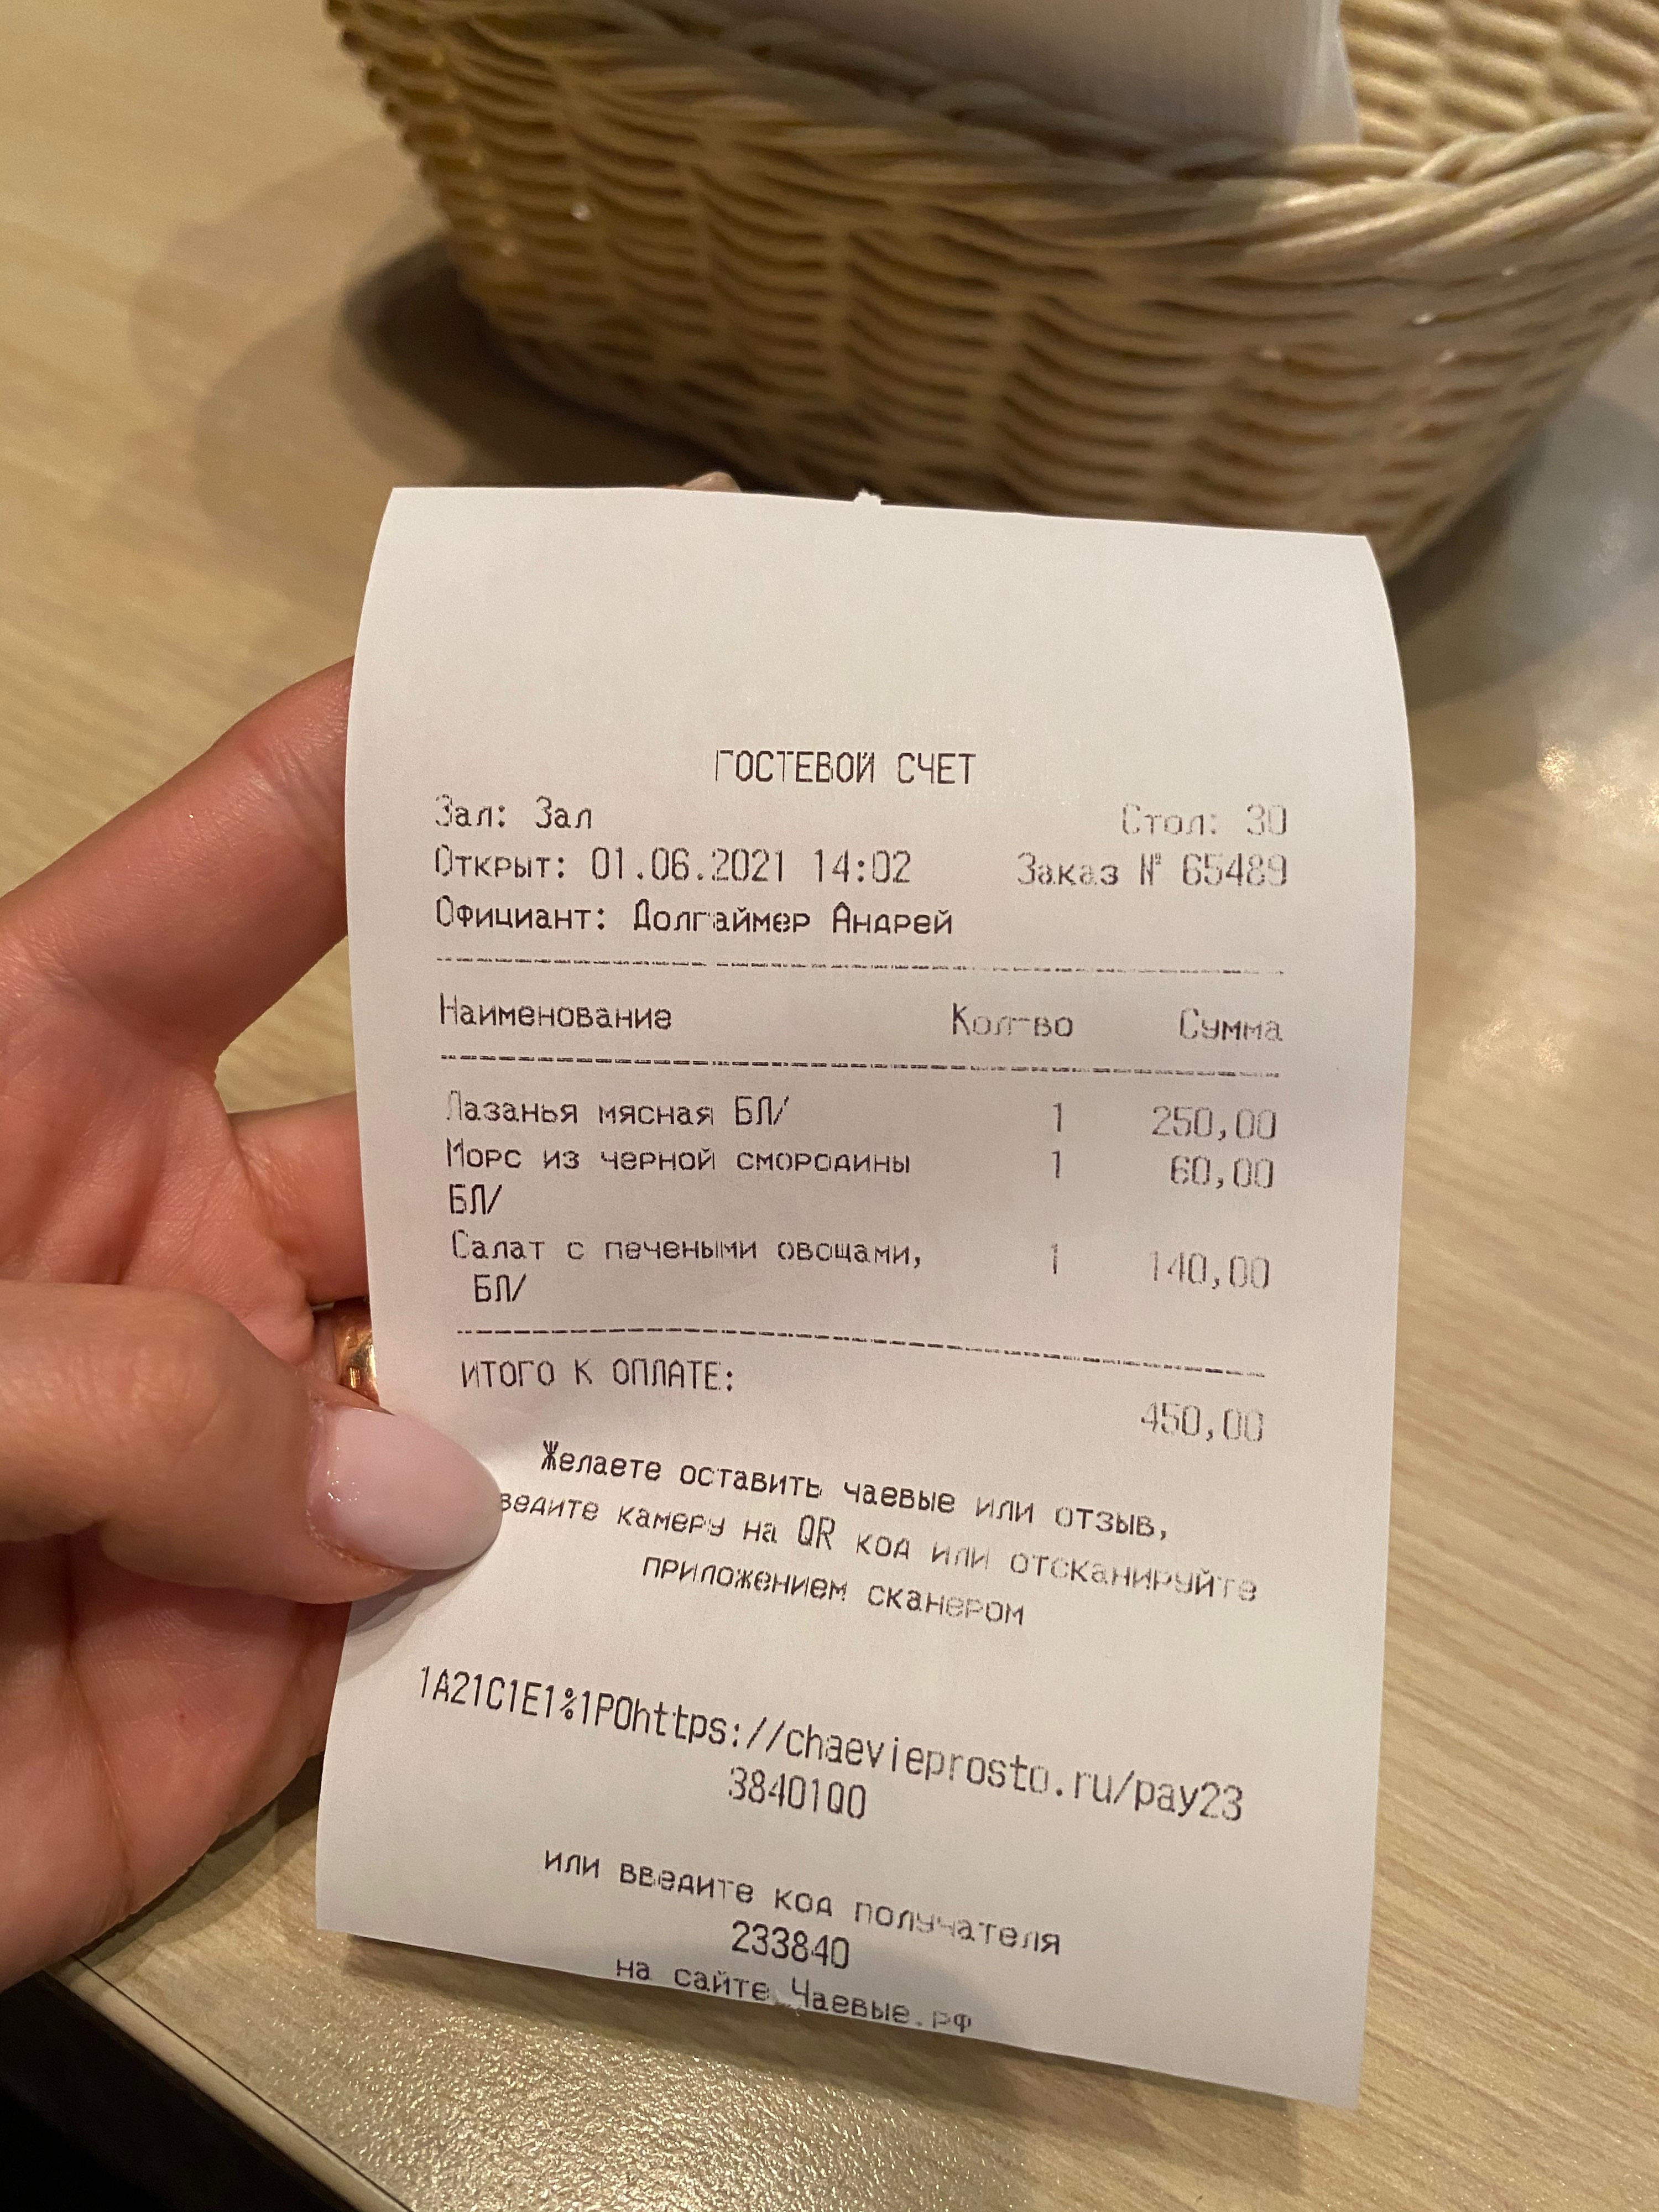 ГОСТЕВОЙ СЧЕТ
Зал: Зал Стол: 30
Открыт: 01.06.2021 14:02 Заказ № 65489
Официант: Долгаймер Андрей
Наименование Кол-во Сумма
Лазанья мясная БЛ/ 1 250,00
Морс из черной смородины 1 60,00
БЛ/
Салат с печеными овощами, 1 140,00
БЛ/
ИТОГО К ОПЛАТЕ:
450,00
Желаете оставить чаевые или отзыв,
камеру на QR код или отсканируйте
приложением сканером
1A21C1E1%1P0https://chaevieprosto.ru/pay23
3840100
или введите код получателя
233840
на сайте Чаевые.рф